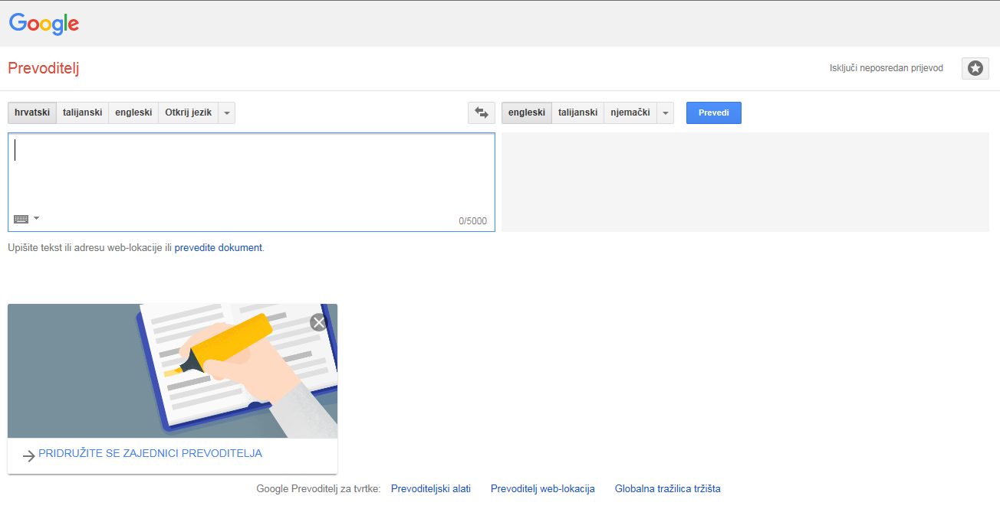 Google
Prevoditelj
Isključi neposredan prijevod
hrvatski talijanski engleski Otkrij jezik
engleski talijanski njemački Prevedi
0/5000
Upišite tekst ili adresu web-lokacije ili prevedite dokument.
PRIDRUŽITE SE ZAJEDNICI PREVODITELJA
Google Prevoditelj za tvrtke: Prevoditeljski alati Prevoditelj web-lokacija Globalna tražilica tržišta